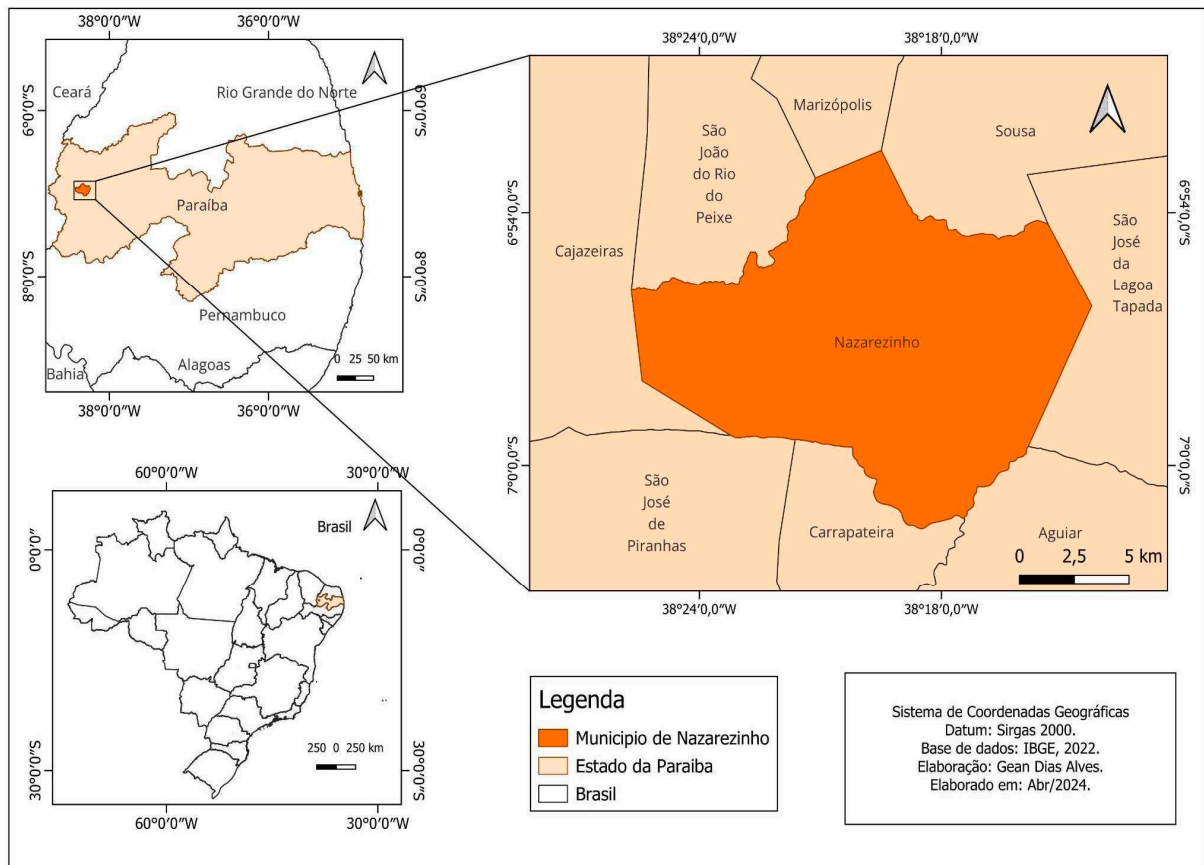 38°0'0"W
36°0'0"W
Ceará
Rio Grande do Norte
6°0'0"S
6°0'0"S
Paraíba
8°0'0"S
8°0'0"S
Pernambuco
Alagoas
Bahia
0 25 50 km
38°0'0"W
36°0'0"W
38°24'0,0"W
38°18'0,0"W
Marizópolis
Sousa
São
João
do Rio
do
Peixe
6°54'0,0"S
6°54'0,0"S
Cajazeiras
São
José
da
Lagoa
Tapada
Nazarezinho
7°0'0,0"S
7°0'0,0"S
São
José
de
Piranhas
Carrapateira
Aguiar
0 2,5 5 km
38°24'0,0"W
38°18'0,0"W
60°0'0"W
30°0'0"W
Brasil
0°0'0"
0°0'0"
250 0 250 km
30°0'0"S
30°0'0"S
60°0'0"W
30°0'0"W
Legenda
Municipio de Nazarezinho
Estado da Paraiba
Brasil
Sistema de Coordenadas Geográficas
Datum: Sirgas 2000.
Base de dados: IBGE, 2022.
Elaboração: Gean Dias Alves.
Elaborado em: Abr/2024.